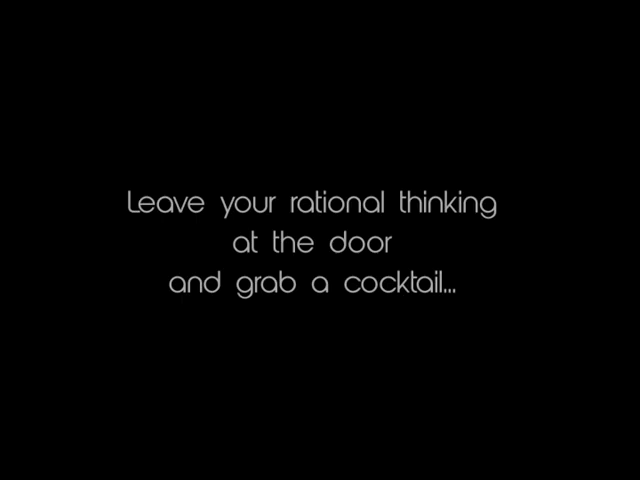 Leave your rational thinking
at the door
and grab a cocktail...